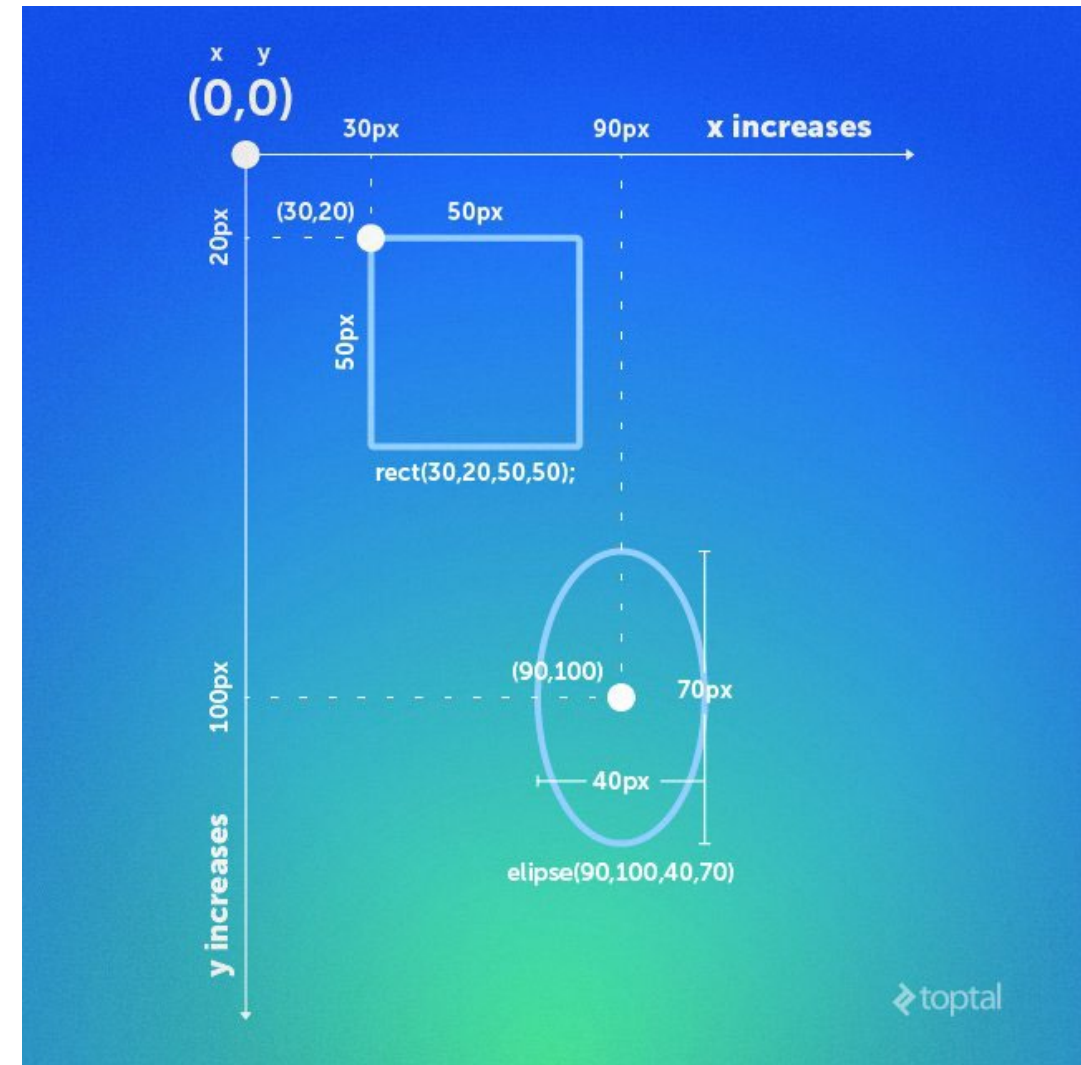 x y
(0,0)
30px
90px
x increases
20px
(30,20)
50px
50px
rect(30,20,50,50);
100px
(90,100)
70px
40px
y increases
elipse(90,100,40,70)
toptal